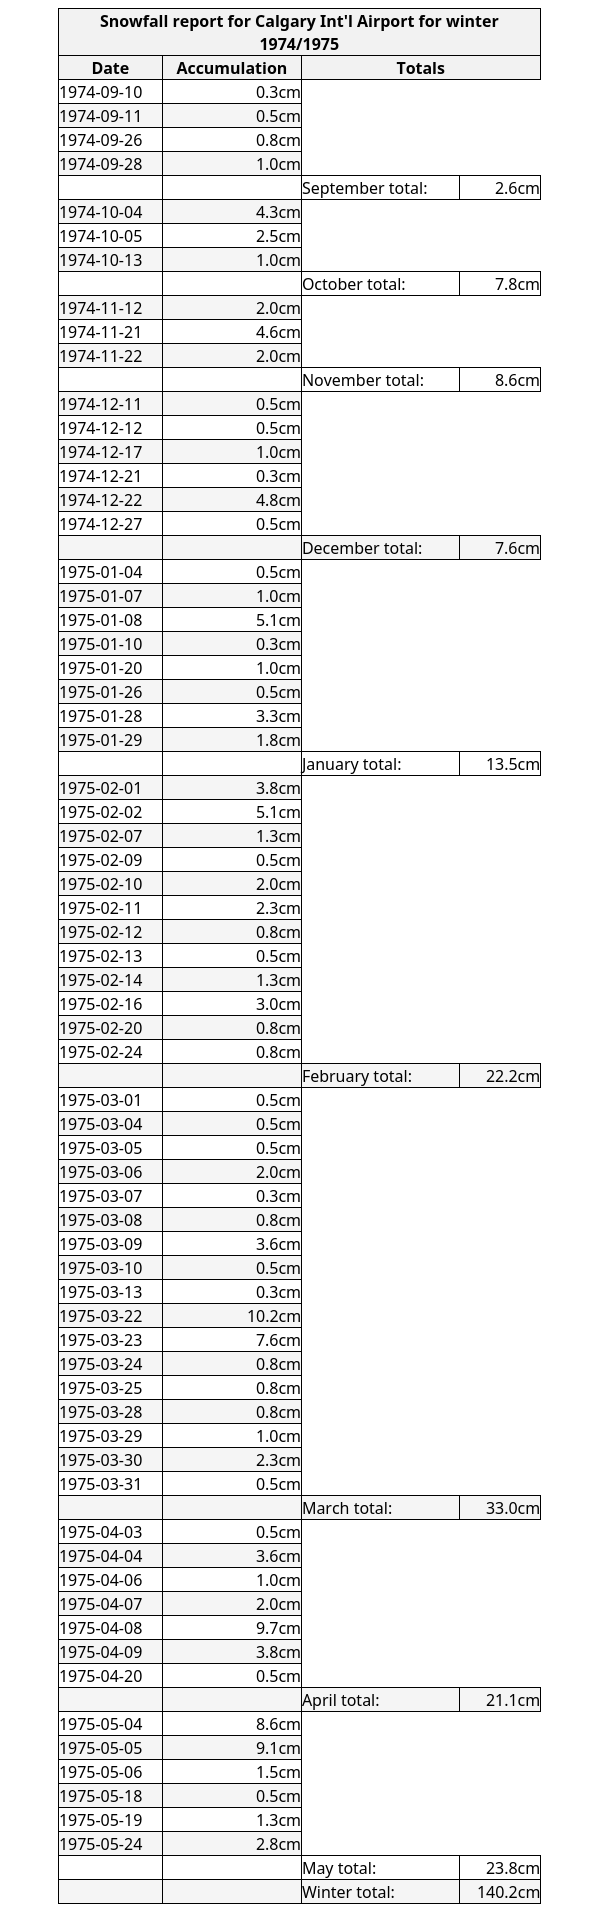 Snowfall report for Calgary Int'l Airport for winter
1974/1975
Date Accumulation Totals
1974-09-10 0.3cm
1974-09-11 0.5cm
1974-09-26 0.8cm
1974-09-28 1.0cm
September total: 2.6cm
1974-10-04 4.3cm
1974-10-05 2.5cm
1974-10-13 1.0cm
October total: 7.8cm
1974-11-12 2.0cm
1974-11-21 4.6cm
1974-11-22 2.0cm
November total: 8.6cm
1974-12-11 0.5cm
1974-12-12 0.5cm
1974-12-17 1.0cm
1974-12-21 0.3cm
1974-12-22 4.8cm
1974-12-27 0.5cm
December total: 7.6cm
1975-01-04 0.5cm
1975-01-07 1.0cm
1975-01-08 5.1cm
1975-01-10 0.3cm
1975-01-20 1.0cm
1975-01-26 0.5cm
1975-01-28 3.3cm
1975-01-29 1.8cm
January total: 13.5cm
1975-02-01 3.8cm
1975-02-02 5.1cm
1975-02-07 1.3cm
1975-02-09 0.5cm
1975-02-10 2.0cm
1975-02-11 2.3cm
1975-02-12 0.8cm
1975-02-13 0.5cm
1975-02-14 1.3cm
1975-02-16 3.0cm
1975-02-20 0.8cm
1975-02-24 0.8cm
February total: 22.2cm
1975-03-01 0.5cm
1975-03-04 0.5cm
1975-03-05 0.5cm
1975-03-06 2.0cm
1975-03-07 0.3cm
1975-03-08 0.8cm
1975-03-09 3.6cm
1975-03-10 0.5cm
1975-03-13 0.3cm
1975-03-22 10.2cm
1975-03-23 7.6cm
1975-03-24 0.8cm
1975-03-25 0.8cm
1975-03-28 0.8cm
1975-03-29 1.0cm
1975-03-30 2.3cm
1975-03-31 0.5cm
March total: 33.0cm
1975-04-03 0.5cm
1975-04-04 3.6cm
1975-04-06 1.0cm
1975-04-07 2.0cm
1975-04-08 9.7cm
1975-04-09 3.8cm
1975-04-20 0.5cm
April total: 21.1cm
1975-05-04 8.6cm
1975-05-05 9.1cm
1975-05-06 1.5cm
1975-05-18 0.5cm
1975-05-19 1.3cm
1975-05-24 2.8cm
May total: 23.8cm
Winter total: 140.2cm